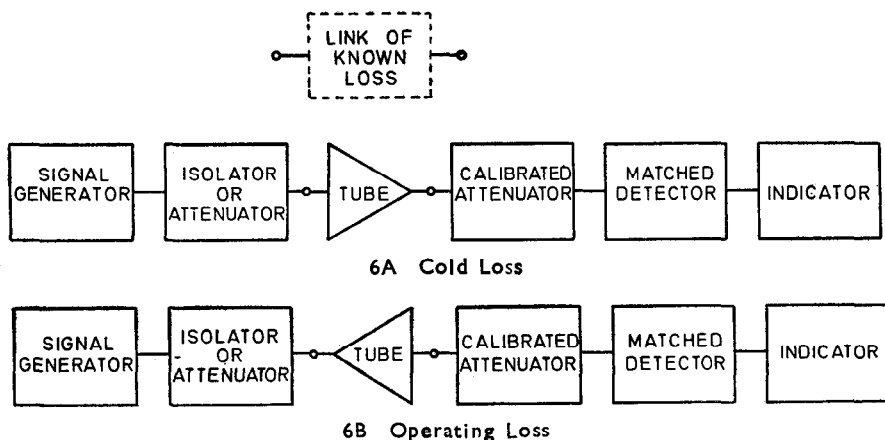 LINK OF
KNOWN
LOSS
SIGNAL
GENERATOR
ISOLATOR
OR
ATTENUATOR
TUBE
CALIBRATED
ATTENUATOR
MATCHED
DETECTOR
INDICATOR
6A Cold Loss
SIGNAL
GENERATOR
ISOLATOR
OR
ATTENUATOR
TUBE
CALIBRATED
ATTENUATOR
MATCHED
DETECTOR
INDICATOR
6B Operating Loss